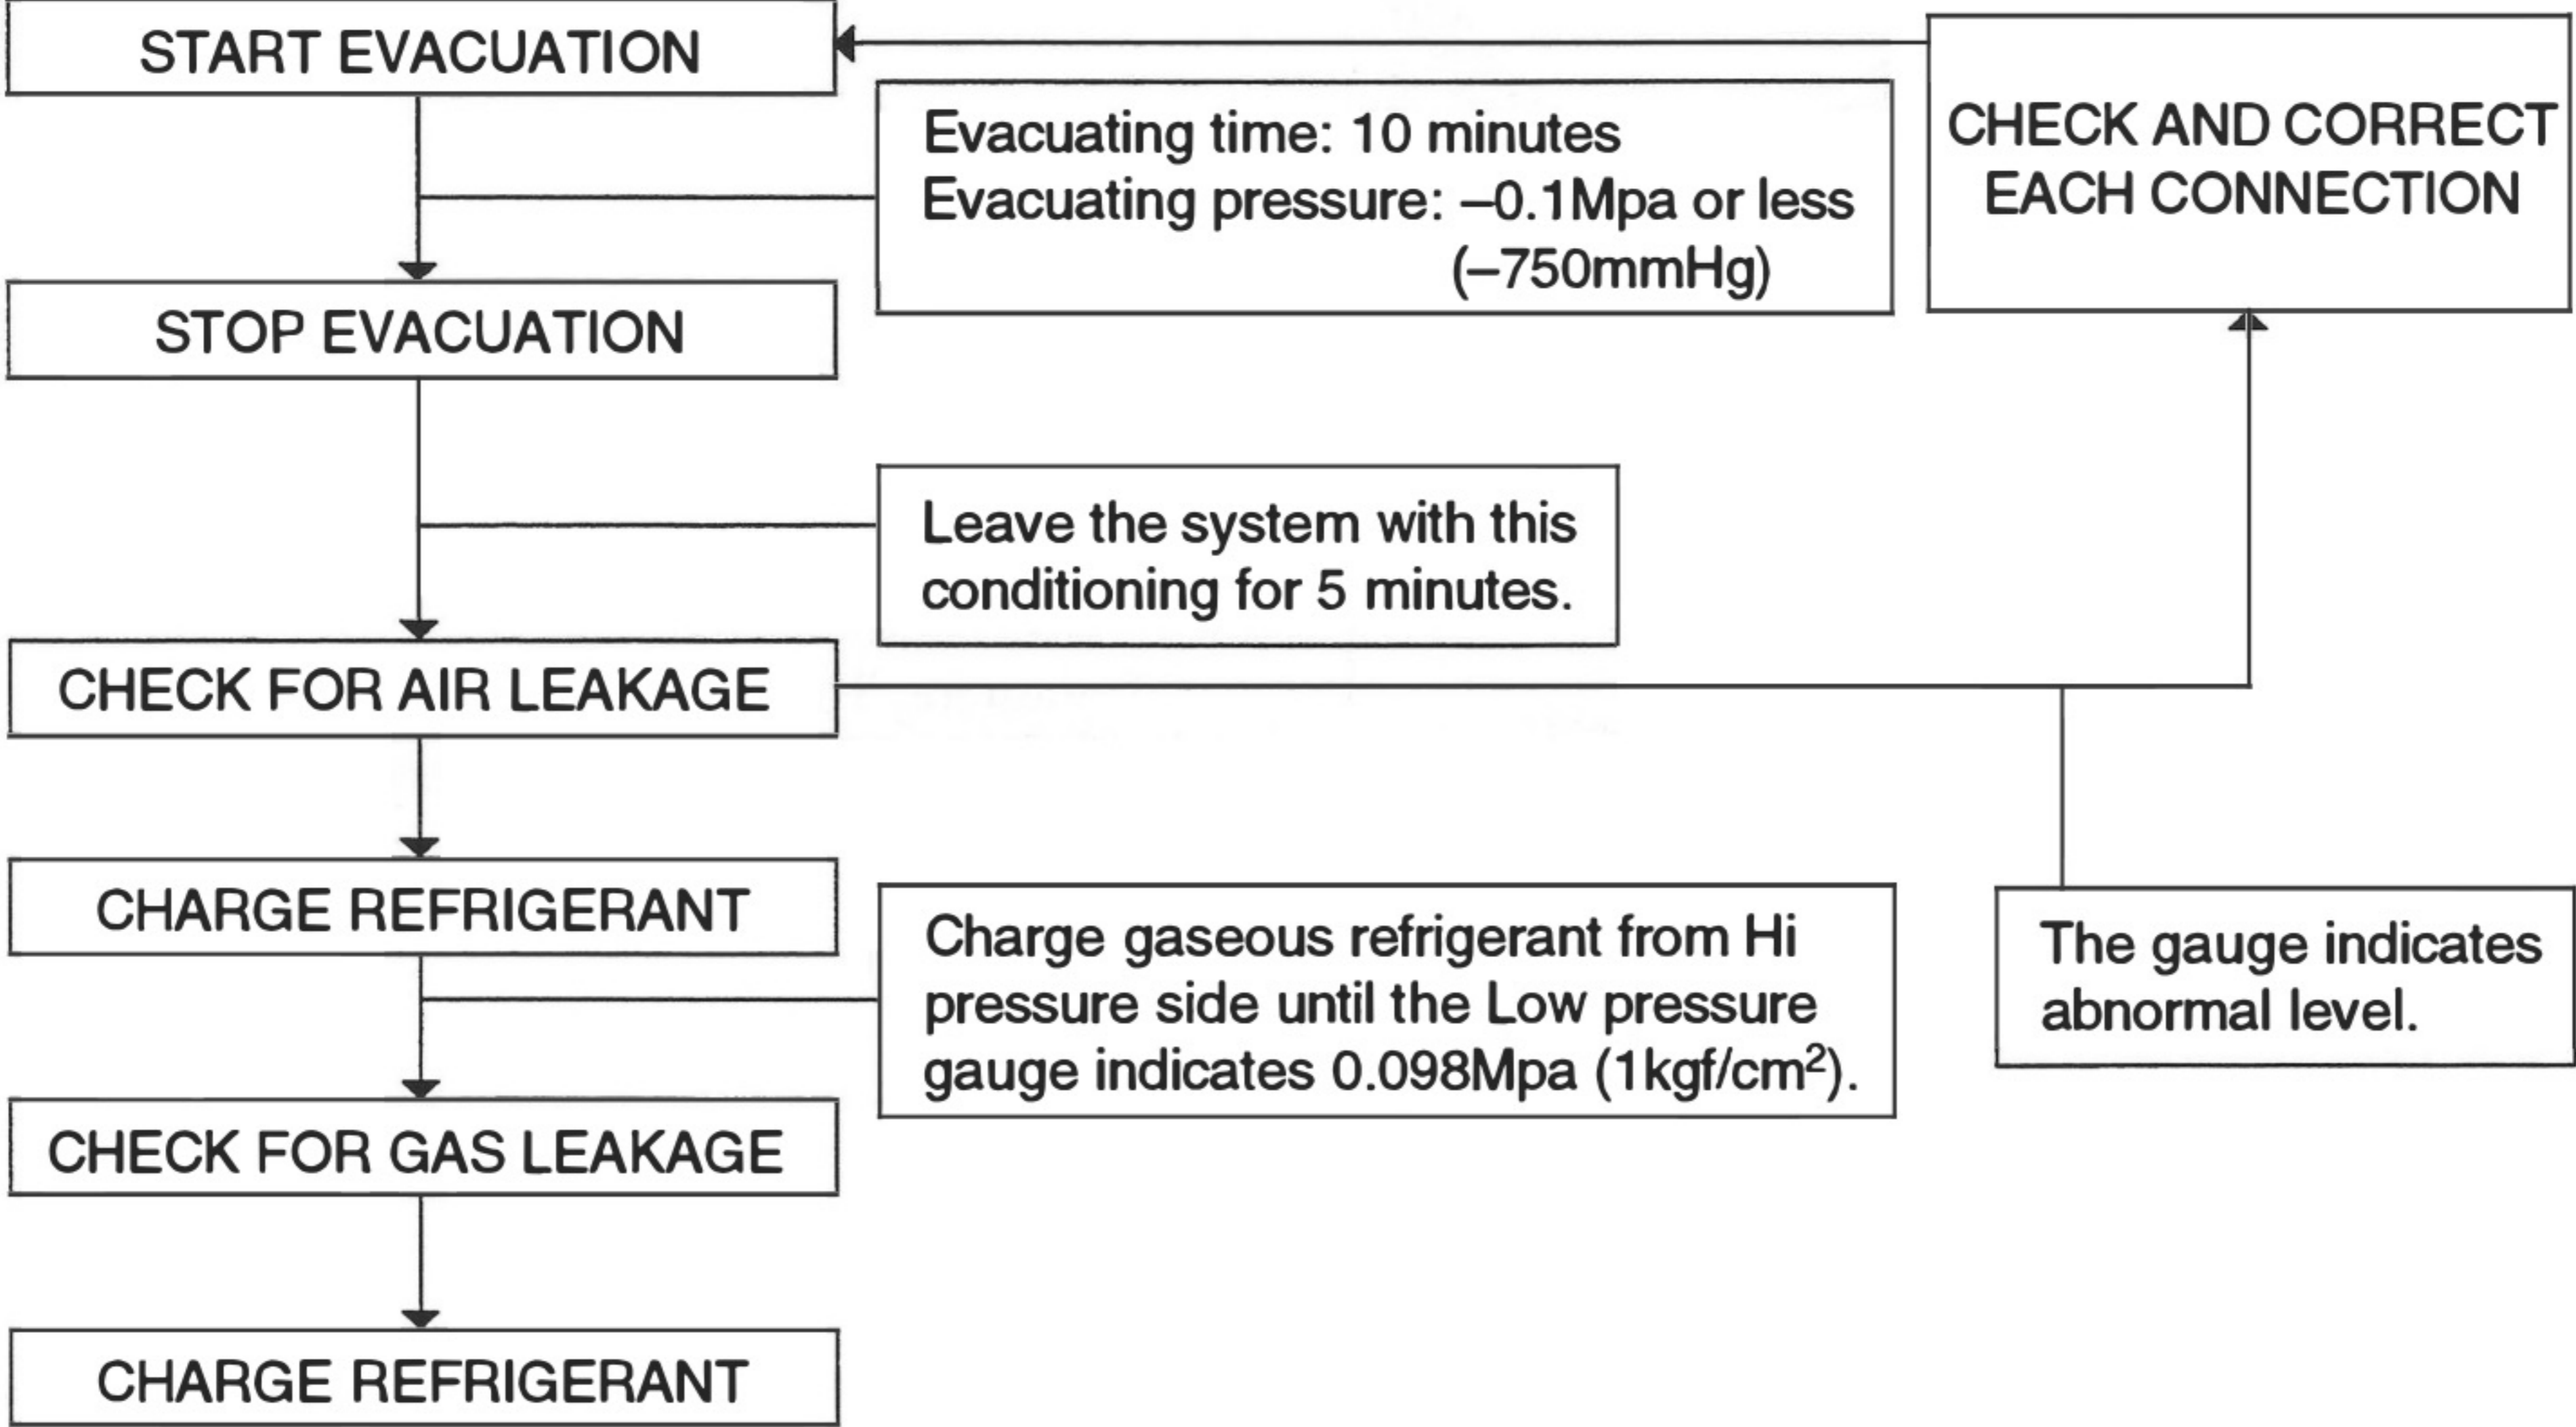 START EVACUATION
CHECK AND CORRECT
EACH CONNECTION
Evacuating time: 10 minutes
Evacuating pressure: –0.1Mpa or less
(–750mmHg)
STOP EVACUATION
Leave the system with this
conditioning for 5 minutes.
CHECK FOR AIR LEAKAGE
CHARGE REFRIGERANT
Charge gaseous refrigerant from Hi
pressure side until the Low pressure
gauge indicates 0.098Mpa (1kgf/cm²).
The gauge indicates
abnormal level.
CHECK FOR GAS LEAKAGE
CHARGE REFRIGERANT